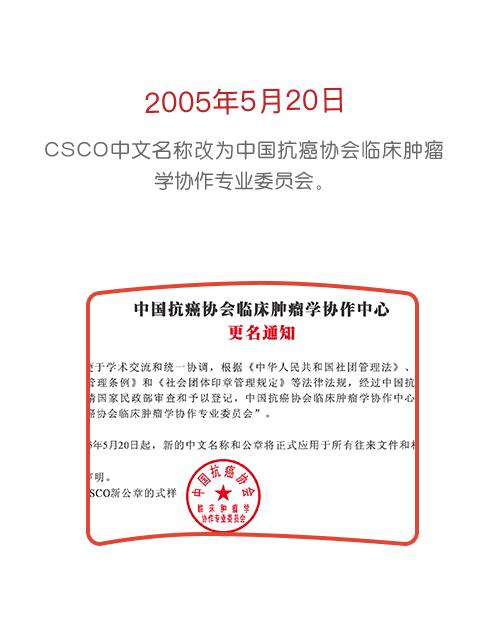 2005年5月20日
CSCO中文名称改为中国抗癌协会临床肿瘤
学协作专业委员会。
中国抗癌协会临床肿瘤学协作中心
更名通知
于学术交流和统一协调，根据《中华人民共和国社团管理法》、
管理条例》和《社会团体印章管理规定》等法律法规，经过中国抗
请国家民政部审查和予以登记，中国抗癌协会临床肿瘤学协作中心
癌协会临床肿瘤学协作专业委员会”。
5年5月20日起，新的中文名称和公章将正式应用于所有往来文件和
声明。
SCO新公章的式样
中国抗癌协会
临床肿瘤学
协作专业委员会